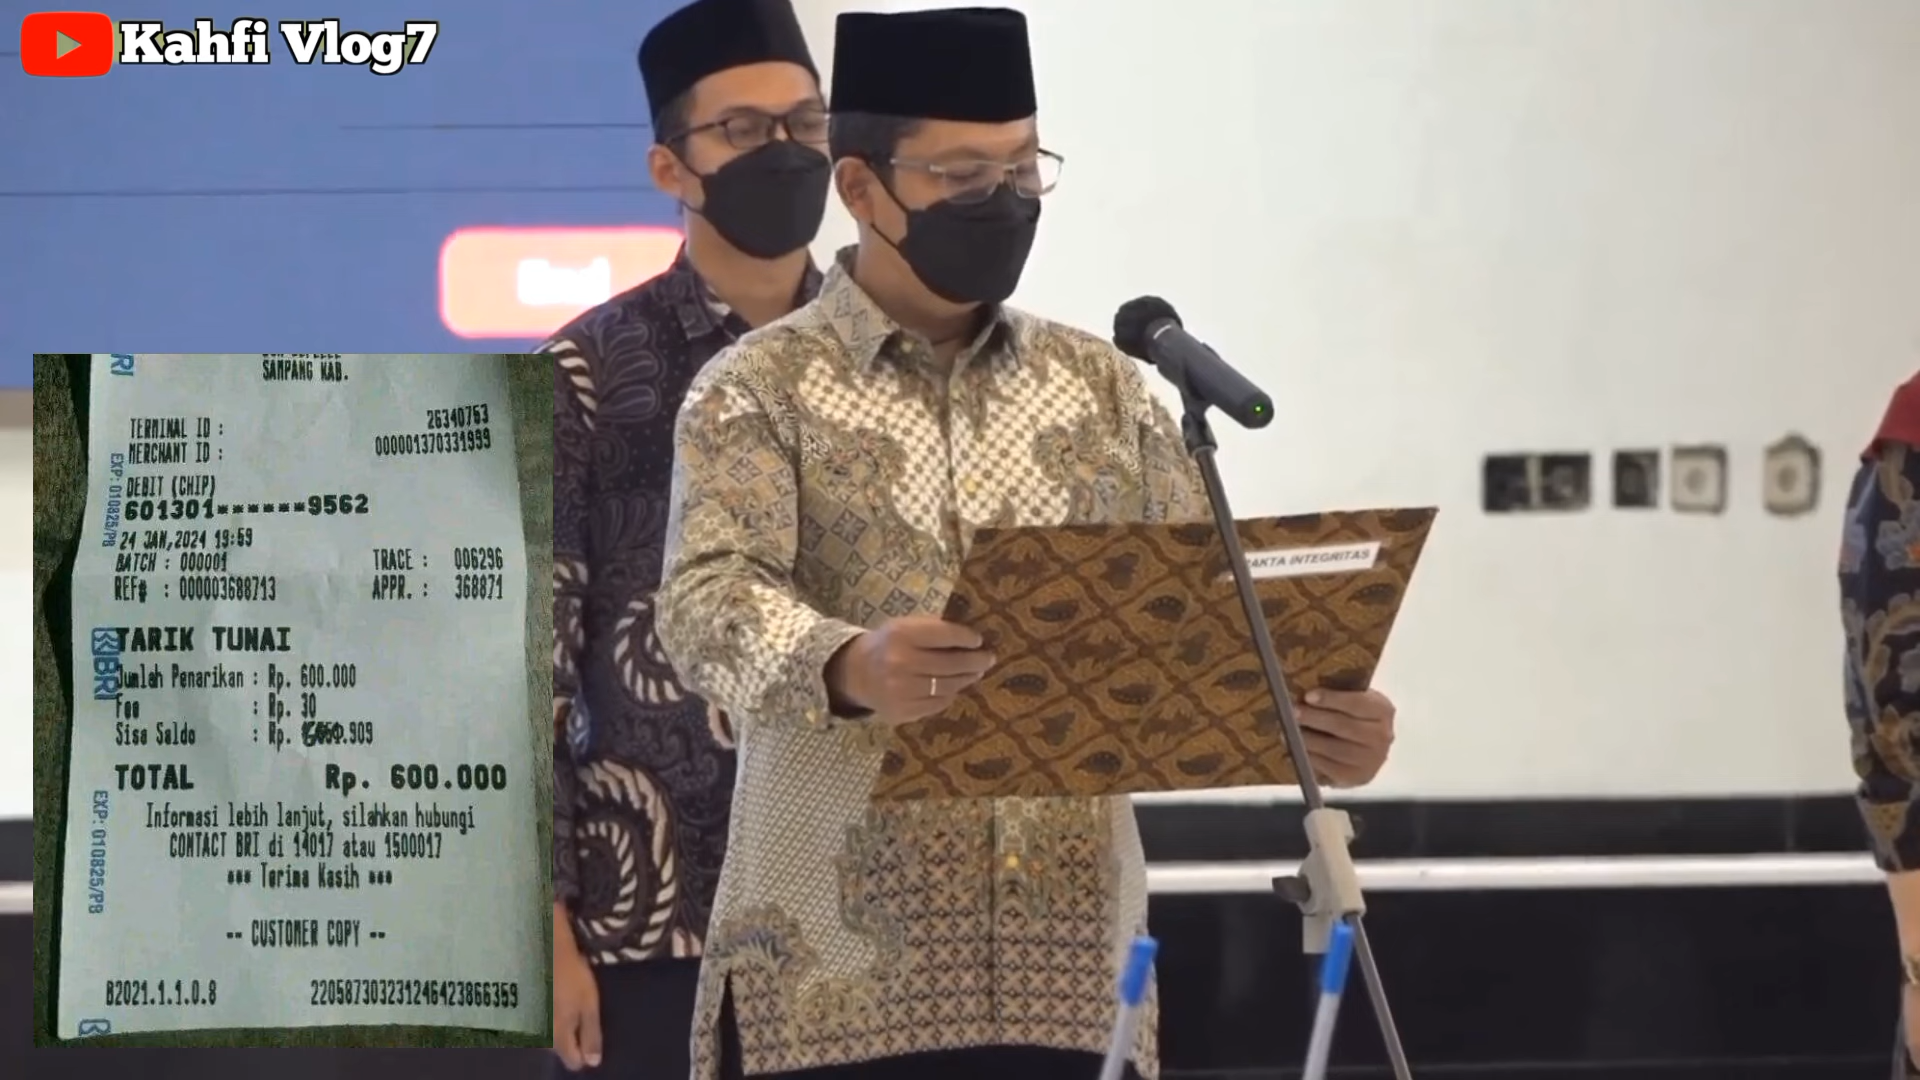 Kahfi Vlog7
BRI
SAMPANG KAB.
TERMINAL ID : 26340763
MERCHANT ID : 000001370331999
DEBIT (CHIP)
601301******9562
24 JAN,2024 19:59
BATCH : 000001 TRACE : 006296
REF# : 000003688713 APPR. : 368871
TARIK TUNAI
Jumlah Penarikan : Rp. 600.000
Fee : Rp. 30
Sisa Saldo : Rp. .909
TOTAL Rp. 600.000
Informasi lebih lanjut, silahkan hubungi
CONTACT BRI di 14017 atau 1500017
*** Terima Kasih ***
-- CUSTOMER COPY --
B2021.1.1.0.8 220587303231246423866359
EXP: 010825/PB
BRI
EXP: 010825/PB
PAKTA INTEGRITAS